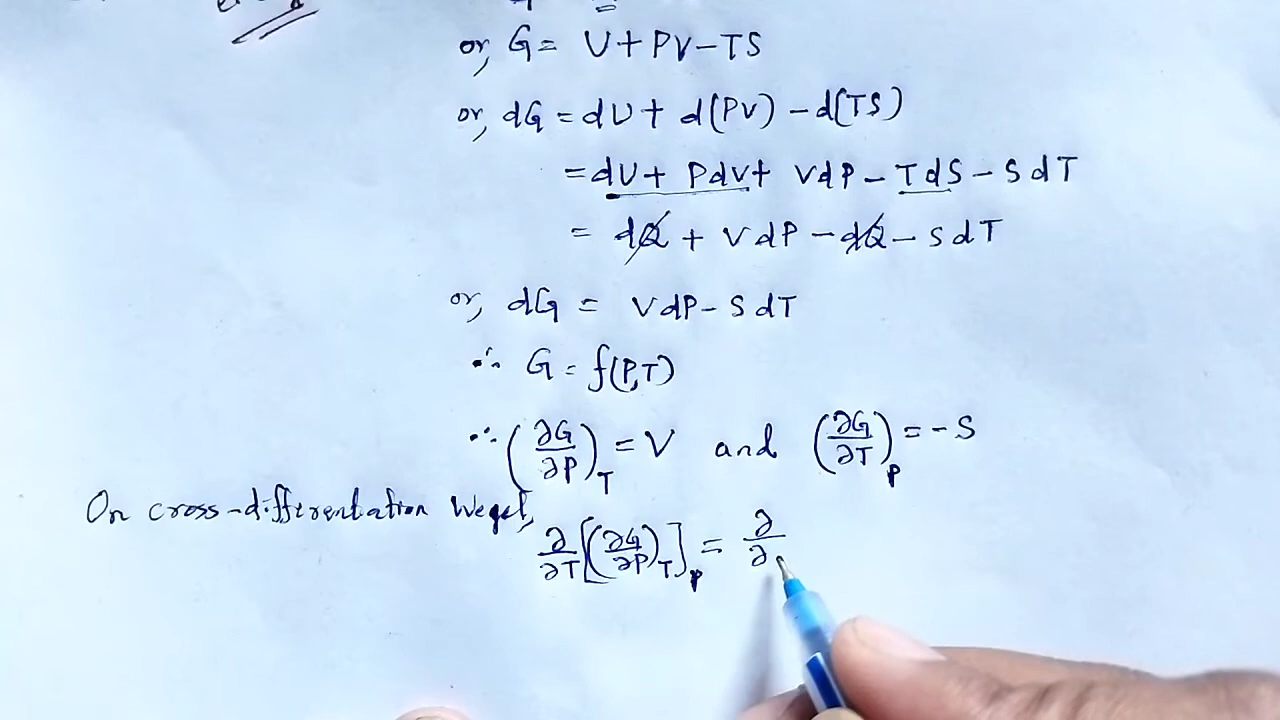 or, G = U + PV - TS
or, dG = dU + d(PV) - d(TS)
= dU + Pdv + VdP - TdS - SdT
= dQ + VdP - dQ - SdT
or, dG = VdP - SdT
∴ G = f(P,T)
∴ (∂G/∂P)_T = V and (∂G/∂T)_P = -S
On cross-differentation We get,
∂/∂T[(∂G/∂P)_T]_P = ∂/∂